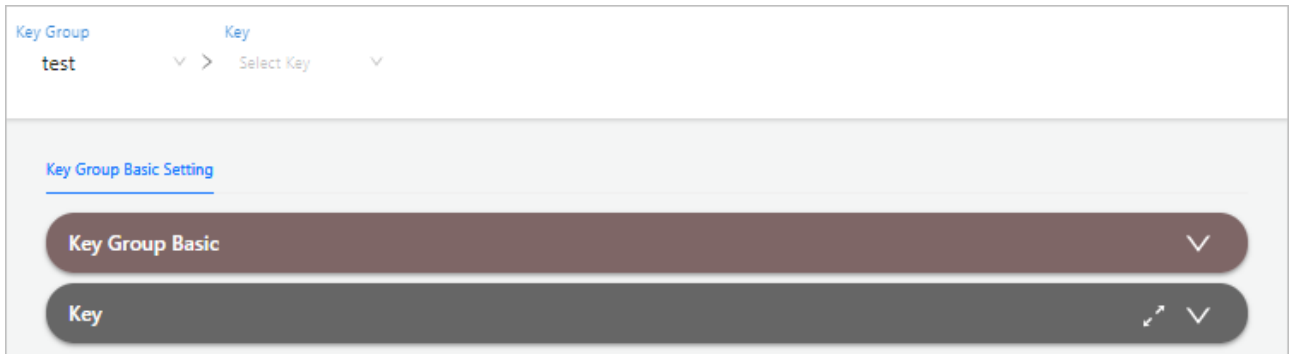 Key Group Key
test > Select Key
Key Group Basic Setting
Key Group Basic
Key